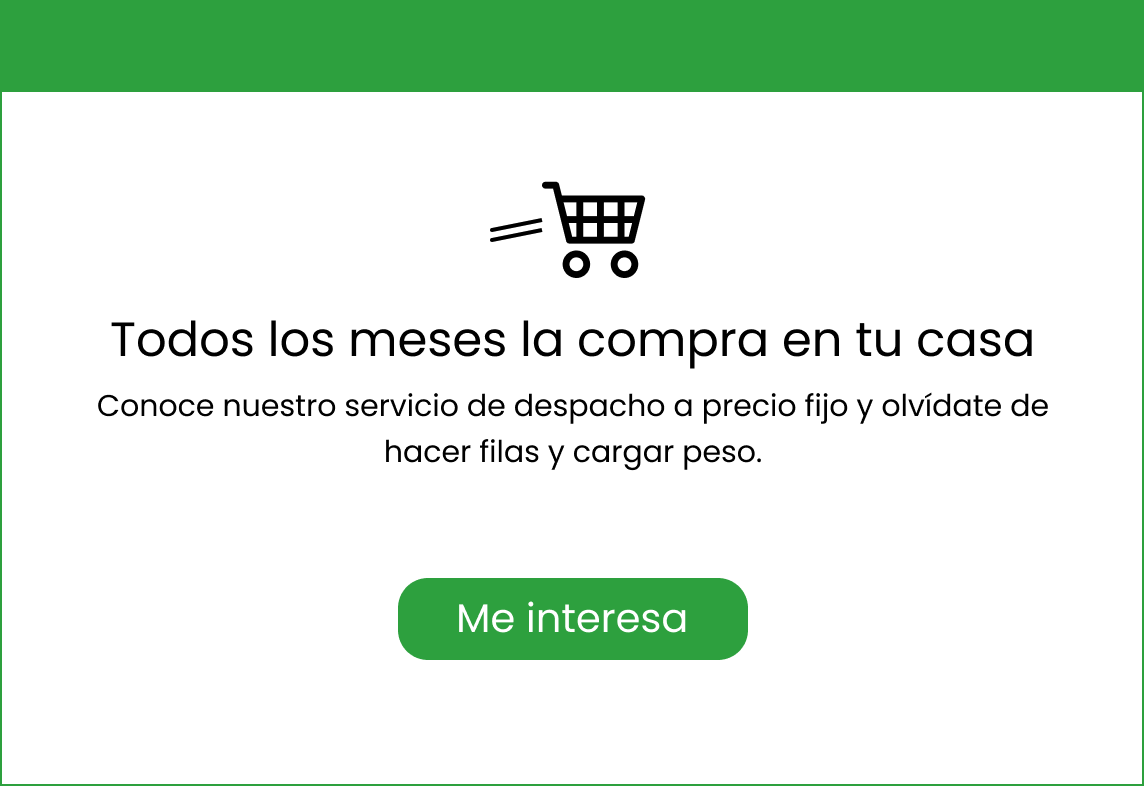 Todos los meses la compra en tu casa
Conoce nuestro servicio de despacho a precio fijo y olvídate de
hacer filas y cargar peso.
Me interesa